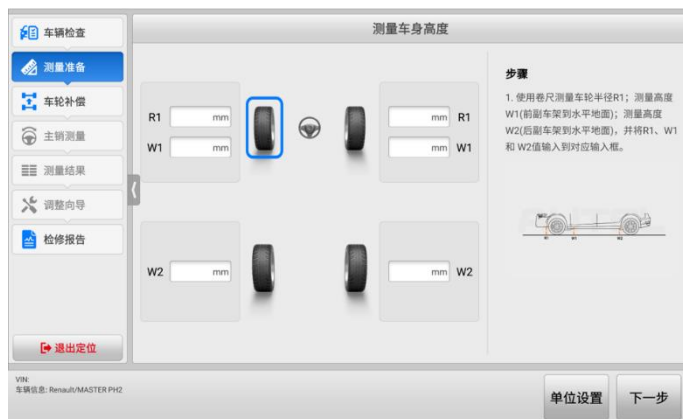 车辆检查
测量准备
车轮补偿
主销测量
测量结果
调整向导
检修报告
退出定位
测量车身高度
R1 mm
mm R1
W1 mm
mm W1
W2 mm
mm W2
步骤
1. 使用卷尺测量车轮半径R1；测量高度
W1(前副车架到水平地面)；测量高度
W2(后副车架到水平地面)，并将R1、W1
和 W2值输入到对应输入框。
R1 W1 W2
VIN:
车辆信息: Renault/MASTER PH2
单位设置
下一步